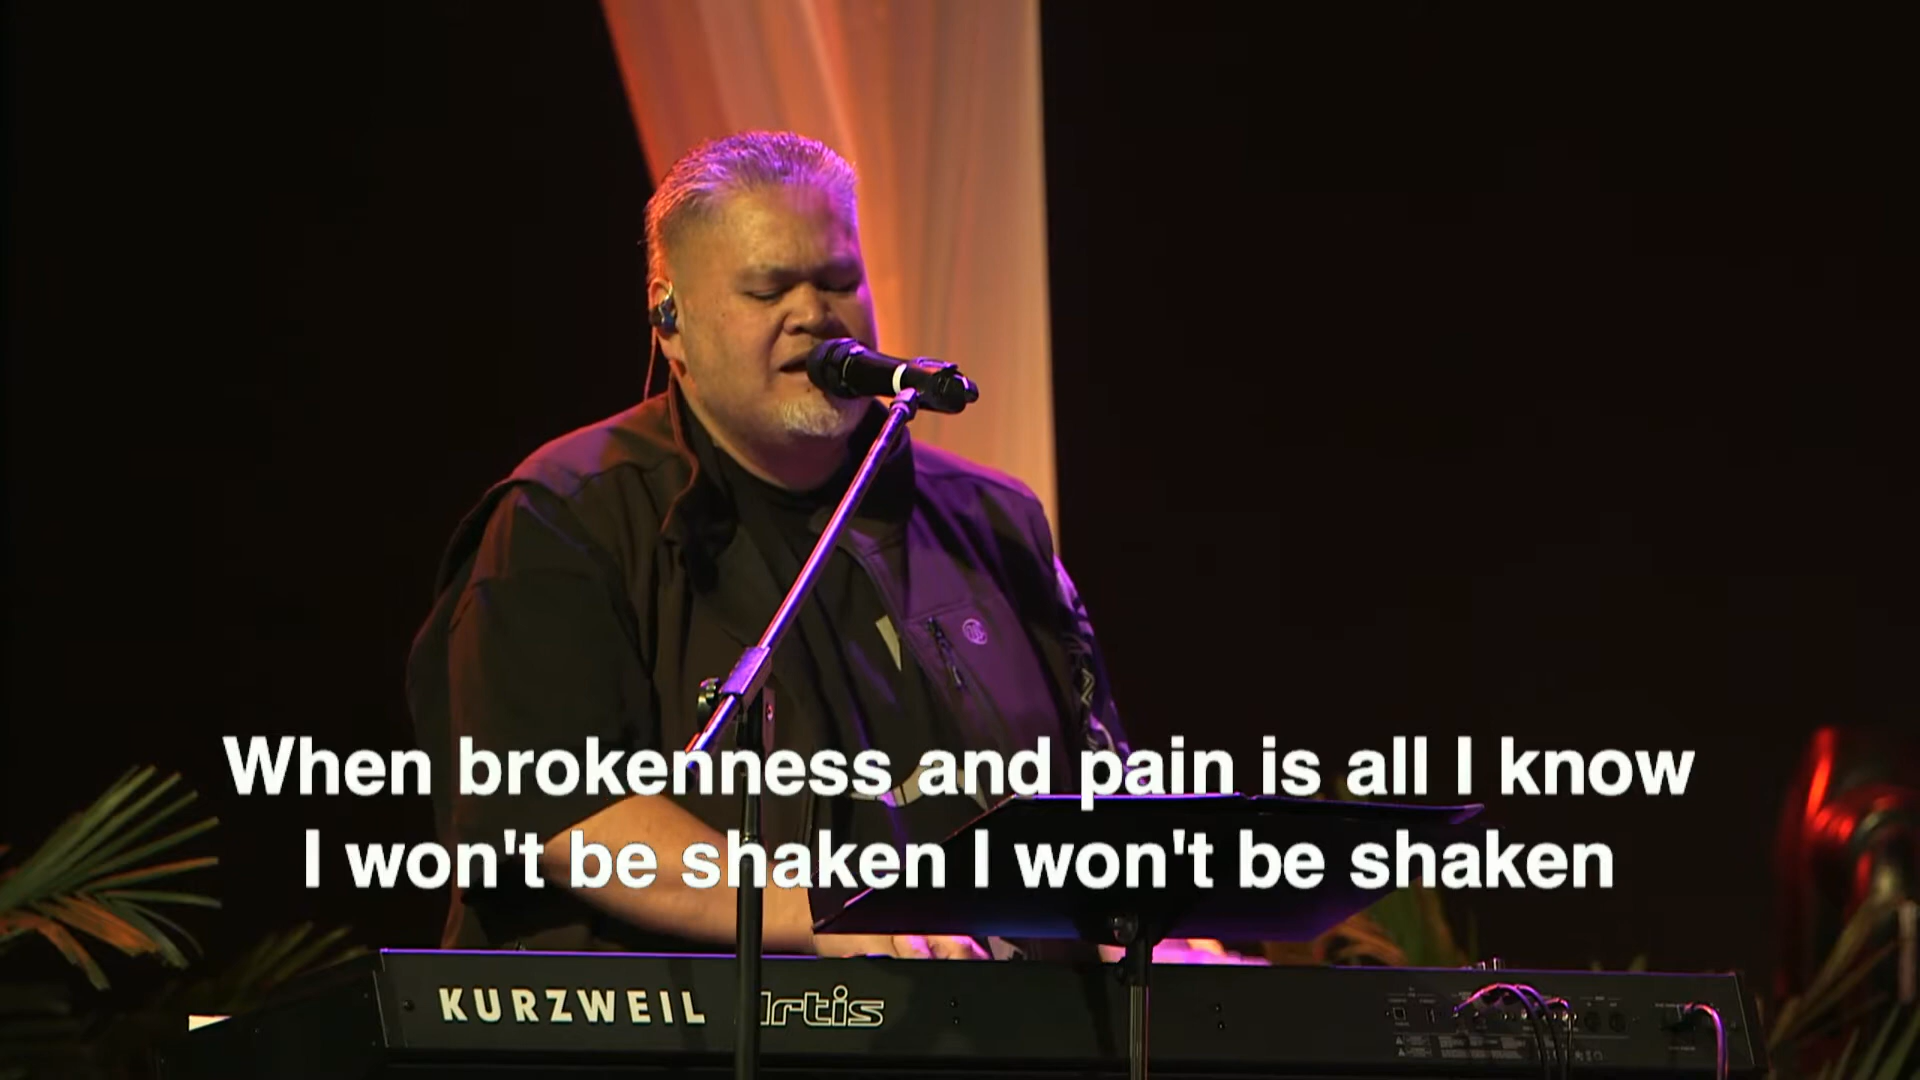 When brokenness and pain is all I know
I won't be shaken I won't be shaken
KURZWEIL artis